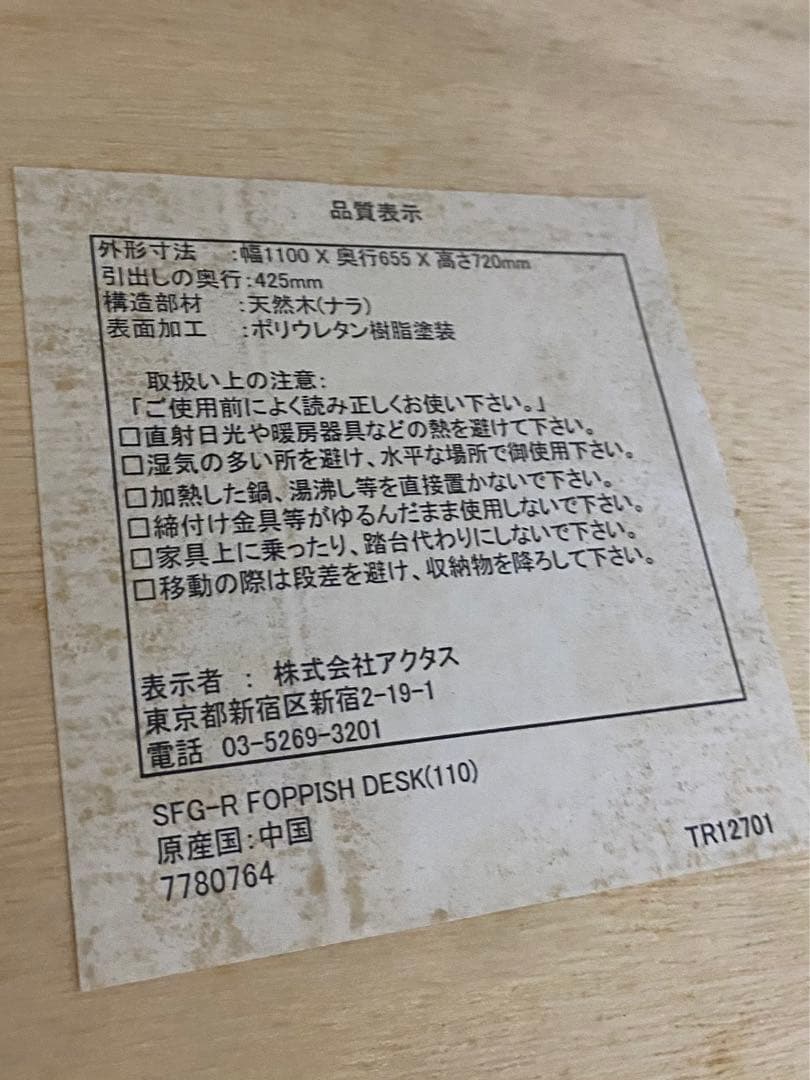 品質表示
外形寸法　:幅1100 X 奥行655 X 高さ720mm
引出しの奥行:425mm
構造部材　:天然木(ナラ)
表面加工　:ポリウレタン樹脂塗装
取扱い上の注意:
「ご使用前によく読み正しくお使い下さい。」
□直射日光や暖房器具などの熱を避けて下さい。
□湿気の多い所を避け、水平な場所で御使用下さい。
□加熱した鍋、湯沸し等を直接置かないで下さい。
□締付け金具等がゆるんだまま使用しないで下さい。
□家具上に乗ったり、踏台代わりにしないで下さい。
□移動の際は段差を避け、収納物を降ろして下さい。
表示者　:　株式会社アクタス
東京都新宿区新宿2-19-1
電話　03-5269-3201
SFG-R FOPPISH DESK(110)
原産国:中国
7780764
TR12701